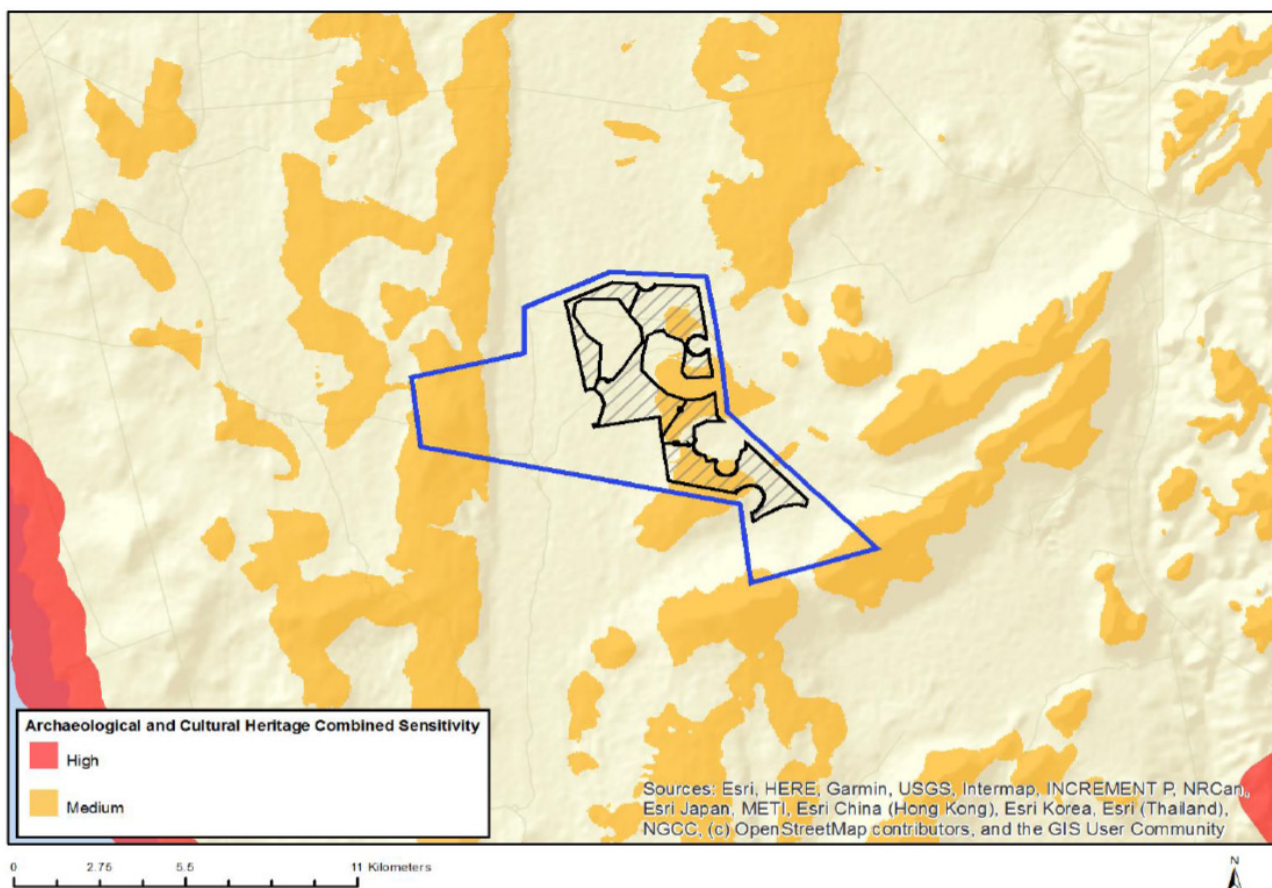 Archaeological and Cultural Heritage Combined Sensitivity
High
Medium
Sources: Esri, HERE, Garmin, USGS, Intermap, INCREMENT P, NRCan,
Esri Japan, METI, Esri China (Hong Kong), Esri Korea, Esri (Thailand),
NGCC, (c) OpenStreetMap contributors, and the GIS User Community
0 2.75 5.5 11 Kilometers
N